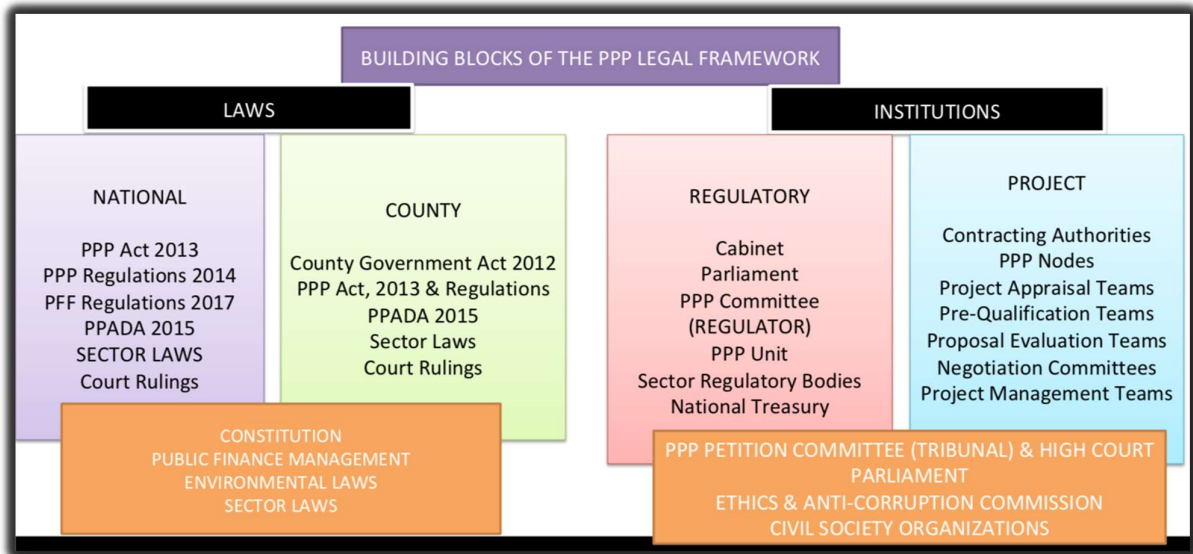 BUILDING BLOCKS OF THE PPP LEGAL FRAMEWORK
LAWS
NATIONAL
PPP Act 2013
PPP Regulations 2014
PFF Regulations 2017
PPADA 2015
SECTOR LAWS
Court Rulings
COUNTY
County Government Act 2012
PPP Act, 2013 & Regulations
PPADA 2015
Sector Laws
Court Rulings
CONSTITUTION
PUBLIC FINANCE MANAGEMENT
ENVIRONMENTAL LAWS
SECTOR LAWS
INSTITUTIONS
REGULATORY
Cabinet
Parliament
PPP Committee
(REGULATOR)
PPP Unit
Sector Regulatory Bodies
National Treasury
PROJECT
Contracting Authorities
PPP Nodes
Project Appraisal Teams
Pre-Qualification Teams
Proposal Evaluation Teams
Negotiation Committees
Project Management Teams
PPP PETITION COMMITTEE (TRIBUNAL) & HIGH COURT
PARLIAMENT
ETHICS & ANTI-CORRUPTION COMMISSION
CIVIL SOCIETY ORGANIZATIONS